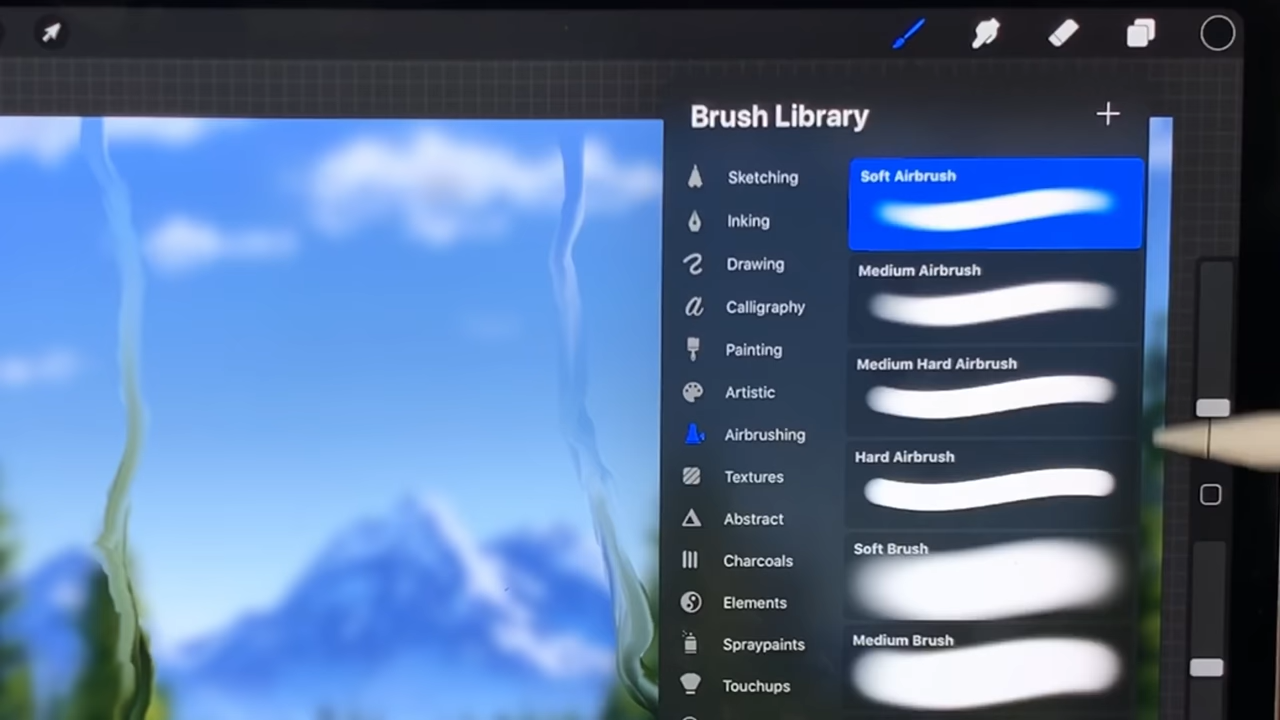 Brush Library
Sketching
Inking
Drawing
Calligraphy
Painting
Artistic
Airbrushing
Textures
Abstract
Charcoals
Elements
Spraypaints
Touchups
Soft Airbrush
Medium Airbrush
Medium Hard Airbrush
Hard Airbrush
Soft Brush
Medium Brush